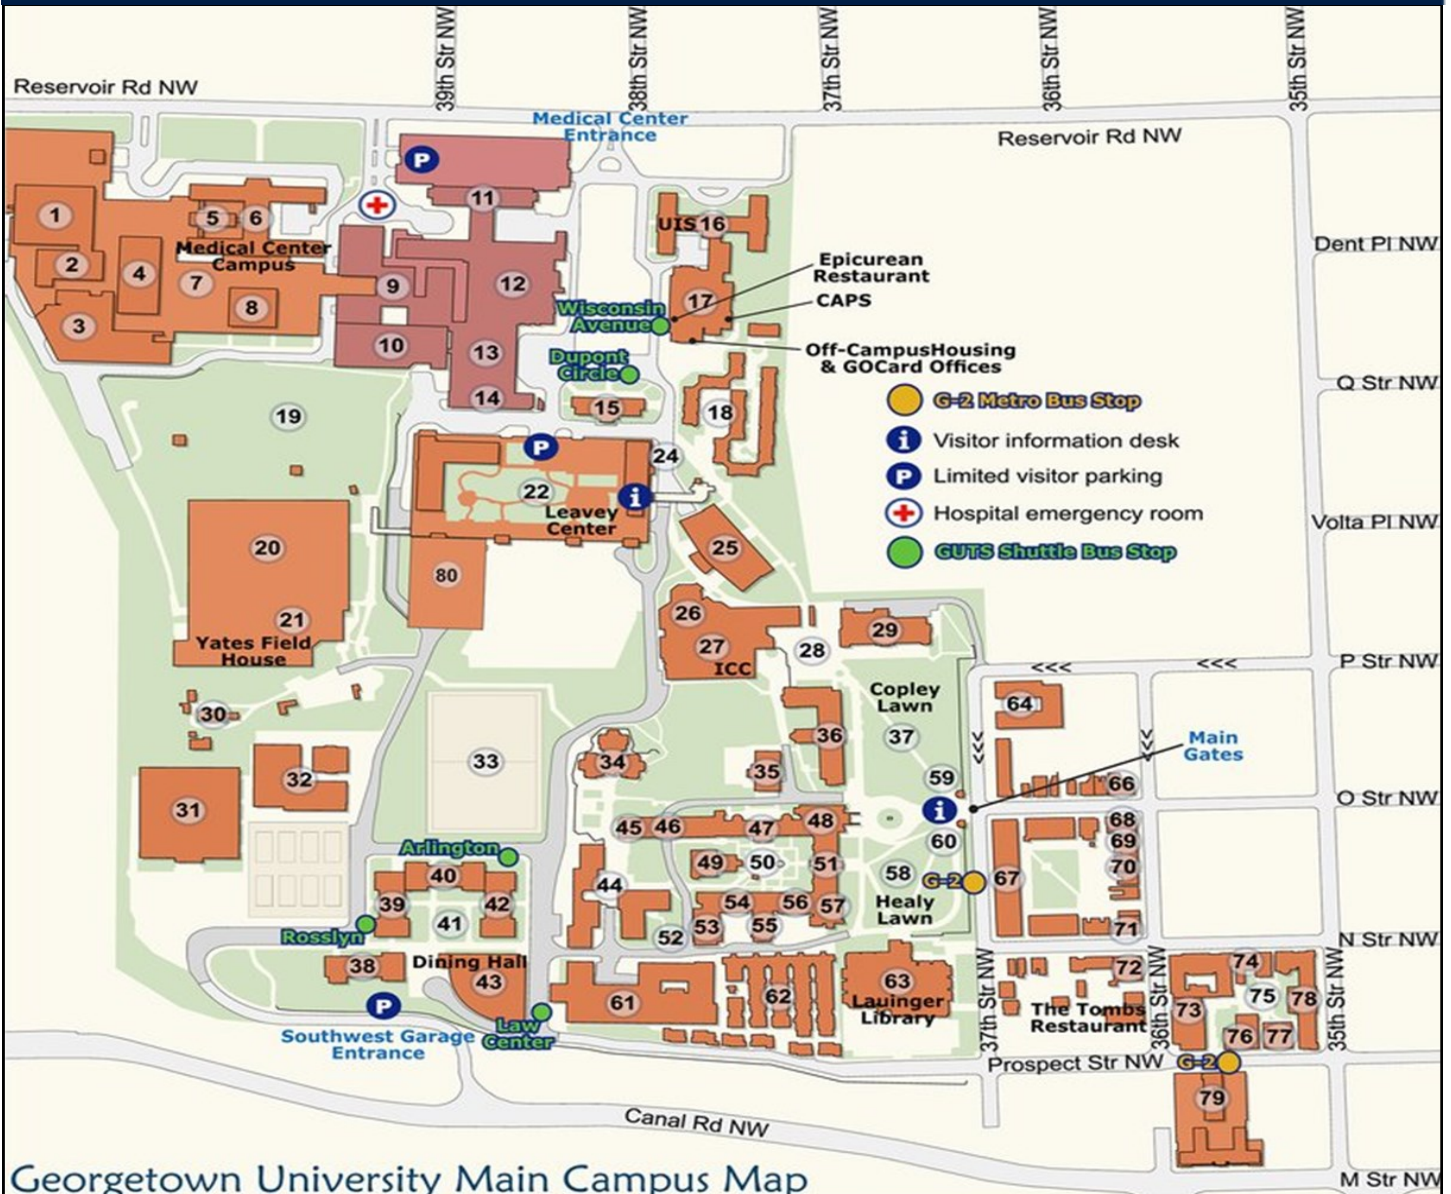 39th Str NW
38th Str NW
37th Str NW
36th Str NW
35th Str NW
Reservoir Rd NW
Medical Center
Entrance
Reservoir Rd NW
P
11
1
5
6
UIS 16
Medical Center
Campus
Dent Pl NW
2
4
7
8
9
12
Epicurean
Restaurant
CAPS
17
3
10
13
14
Wisconsin
Avenue
Dupont
Circle
15
Off-CampusHousing
& GOCard Offices
Q Str NW
18
G-2 Metro Bus Stop
i Visitor information desk
P Limited visitor parking
Hospital emergency room
GUTS Shuttle Bus Stop
19
P
24
22
i
Leavey
Center
Volta Pl NW
20
25
80
21
Yates Field
House
26
27
ICC
28
29
<<<
<<<
P Str NW
30
Copley
Lawn
64
36
37
<<<
<<<
Main
Gates
33
34
35
32
31
59
66
i
O Str NW
45
46
47
48
60
68
69
Arlington
49
50
51
58
70
40
44
G-2
67
39
42
41
54
56
57
Healy
Lawn
53
55
52
71
Rosslyn
N Str NW
38
Dining Hall
43
61
62
63
Lauinger
Library
37th Str NW
72
The Tombs
Restaurant
36th Str NW
73
74
75
78
76
77
35th Str NW
P
Law
Center
Southwest Garage
Entrance
Prospect Str NW
G-2
79
Canal Rd NW
M Str NW
Georgetown University Main Campus Map